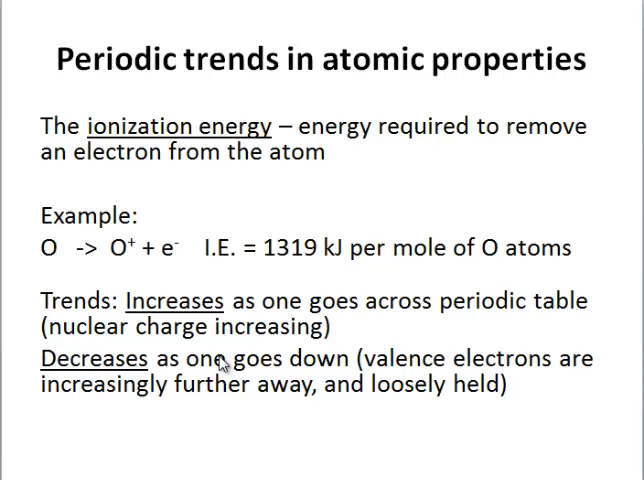 Periodic trends in atomic properties
The ionization energy – energy required to remove
an electron from the atom
Example:
O -> O⁺ + e⁻ I.E. = 1319 kJ per mole of O atoms
Trends: Increases as one goes across periodic table
(nuclear charge increasing)
Decreases as one goes down (valence electrons are
increasingly further away, and loosely held)